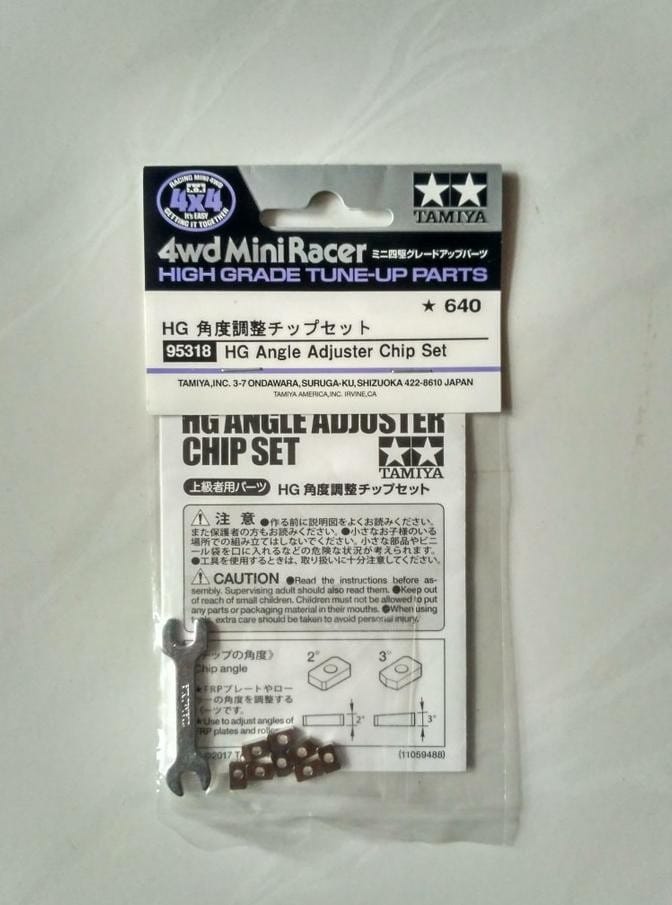 RACING MINI 4WD
4x4
It's EASY
GETTING IT TOGETHER
TAMIYA
4wd Mini Racer ミニ四駆グレードアップパーツ
HIGH GRADE TUNE-UP PARTS
★ 640
HG 角度調整チップセット
95318 HG Angle Adjuster Chip Set
TAMIYA,INC. 3-7 ONDAWARA,SURUGA-KU,SHIZUOKA 422-8610 JAPAN
TAMIYA AMERICA,INC. IRVINE,CA
HG ANGLE ADJUSTER
CHIP SET
TAMIYA
上級者用パーツ HG 角度調整チップセット
注意 ●作る前に説明図をよくお読みください。
また保護者の方もお読みください。●小さなお子様のいる
場所での組み立てはしないでください。小さな部品やビニ
ール袋を口に入れるなどの危険な状況が考えられます。
●工具を使用するときは、取り扱いに十分注意してください。
CAUTION ●Read the instructions before as-
sembly. Supervising adult should also read them. ●Keep out
of reach of small children. Children must not be allowed to put
any parts or packaging material in their mouths. ●When using
extra care should be taken to avoid personal injury.
ップの角度》 2° 3°
Chip angle
★FRPプレートやロー
ーの角度を調整する
パーツです。
★Use to adjust angles of 2° 3°
FRP plates and
©2017 (11059488)